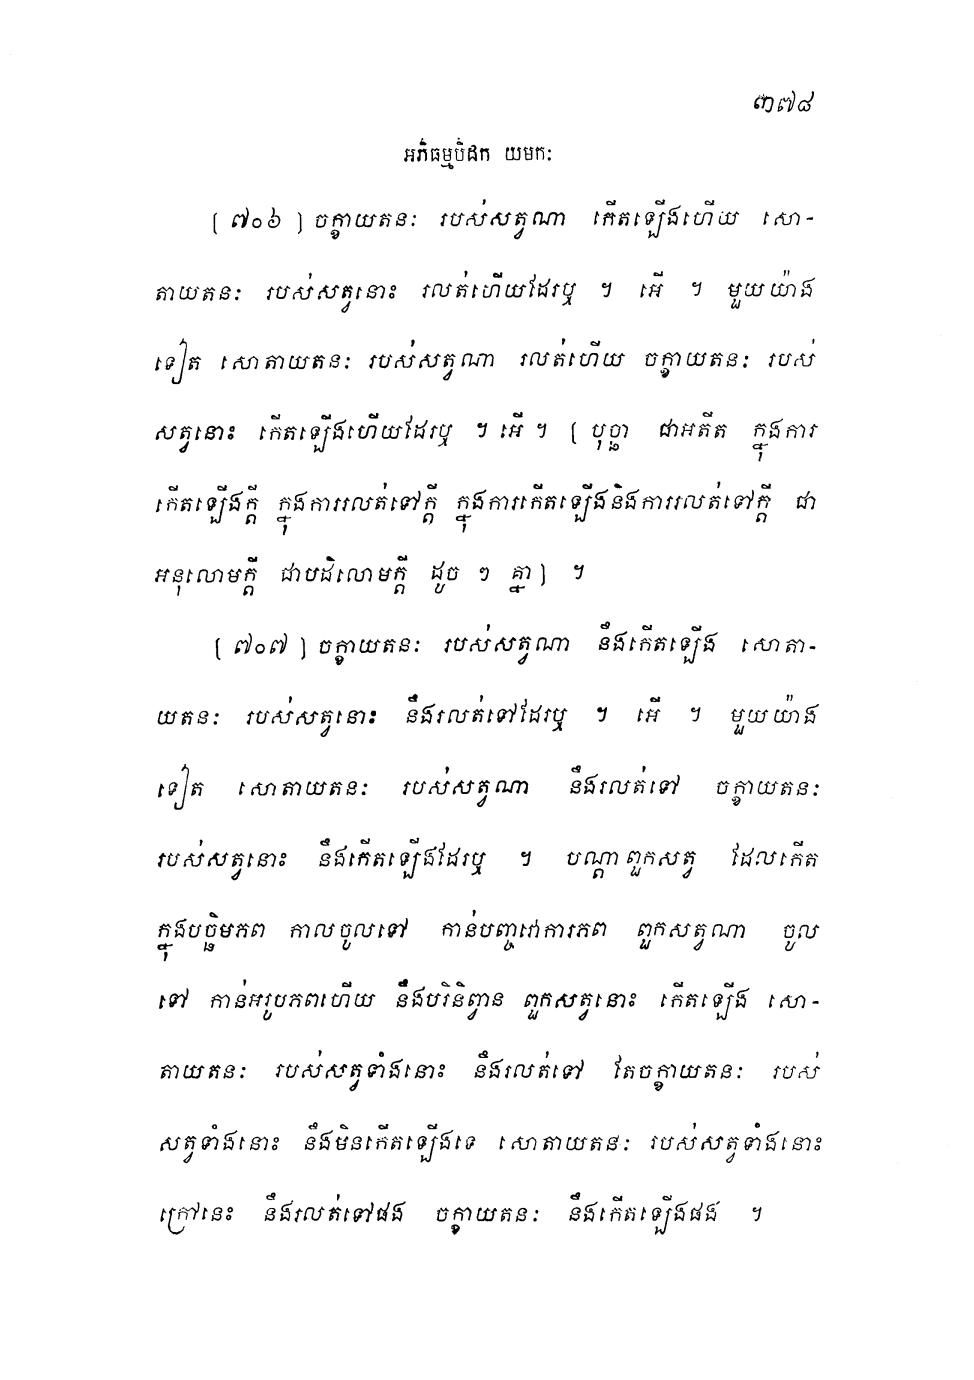 ៣៧៨
អភិធម្មបិដក យមកៈ
[ ៧០៦ ] ចក្ខាយតនៈ របស់សត្វណា កើតឡើងហើយ សោ-
តាយតនៈ របស់សត្វនោះ រលត់ហើយដែរឬ ។ អើ ។ មួយយ៉ាង
ទៀត សោតាយតនៈ របស់សត្វណា រលត់ហើយ ចក្ខាយតនៈ របស់
សត្វនោះ កើតឡើងហើយដែរឬ ។ អើ ។ [ បុច្ឆា ជាអតីត ក្នុងការ
កើតឡើងក្តី ក្នុងការរលត់ទៅក្តី ក្នុងការកើតឡើងនិងការរលត់ទៅក្តី ជា
អនុលោមក្តី ជាបដិលោមក្តី ដូច ៗ គ្នា ] ។
[ ៧០៧ ] ចក្ខាយតនៈ របស់សត្វណា នឹងកើតឡើង សោតា-
យតនៈ របស់សត្វនោះ នឹងរលត់ទៅដែរឬ ។ អើ ។ មួយយ៉ាង
ទៀត សោតាយតនៈ របស់សត្វណា នឹងរលត់ទៅ ចក្ខាយតនៈ
របស់សត្វនោះ នឹងកើតឡើងដែរឬ ។ បណ្តាពួកសត្វ ដែលកើត
ក្នុងបច្ឆិមភព កាលចូលទៅ កាន់បញ្ចវោការភព ពួកសត្វណា ចូល
ទៅ កាន់អរូបភពហើយ នឹងបរិនិព្វាន ពួកសត្វនោះ កើតឡើង សោ-
តាយតនៈ របស់សត្វទាំងនោះ នឹងរលត់ទៅ តែចក្ខាយតនៈ របស់
សត្វទាំងនោះ នឹងមិនកើតឡើងទេ សោតាយតនៈ របស់សត្វទាំងនោះ
ក្រៅនេះ នឹងរលត់ទៅផង ចក្ខាយតនៈ នឹងកើតឡើងផង ។